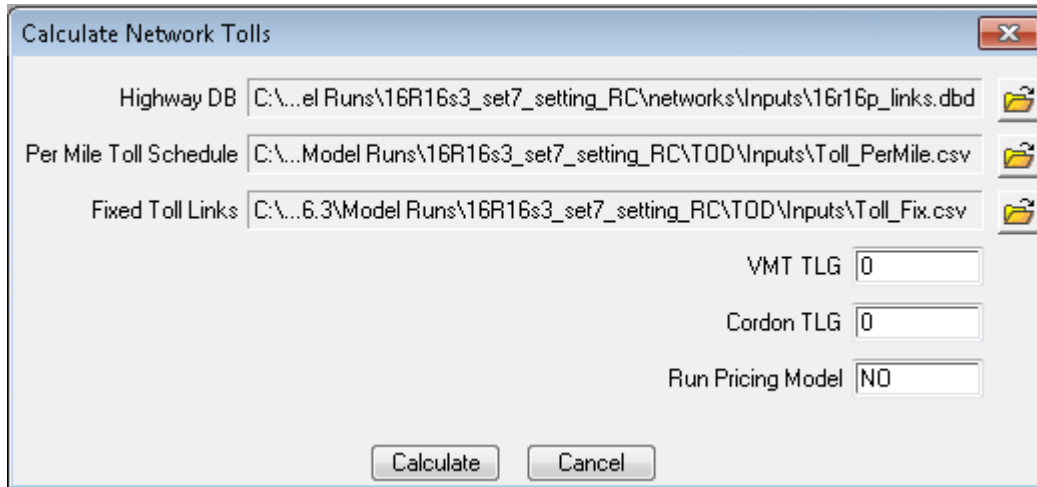 Calculate Network Tolls
Highway DB C:\...el Runs\16R16s3_set7_setting_RC\networks\Inputs\16r16p_links.dbd
Per Mile Toll Schedule C:\...Model Runs\16R16s3_set7_setting_RC\TOD\Inputs\Toll_PerMile.csv
Fixed Toll Links C:\...6.3\Model Runs\16R16s3_set7_setting_RC\TOD\Inputs\Toll_Fix.csv
VMT TLG 0
Cordon TLG 0
Run Pricing Model NO
Calculate Cancel